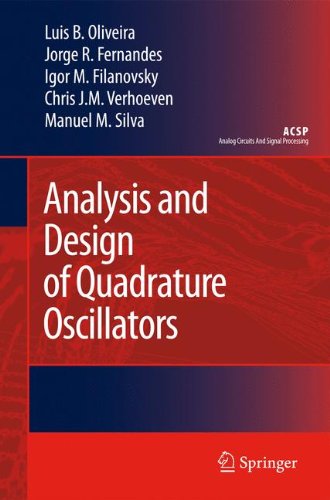 Luis B. Oliveira
Jorge R. Fernandes
Igor M. Filanovsky
Chris J.M. Verhoeven
Manuel M. Silva
ACSP
Analog Circuits And Signal Processing
Analysis and
Design
of Quadrature
Oscillators
Springer